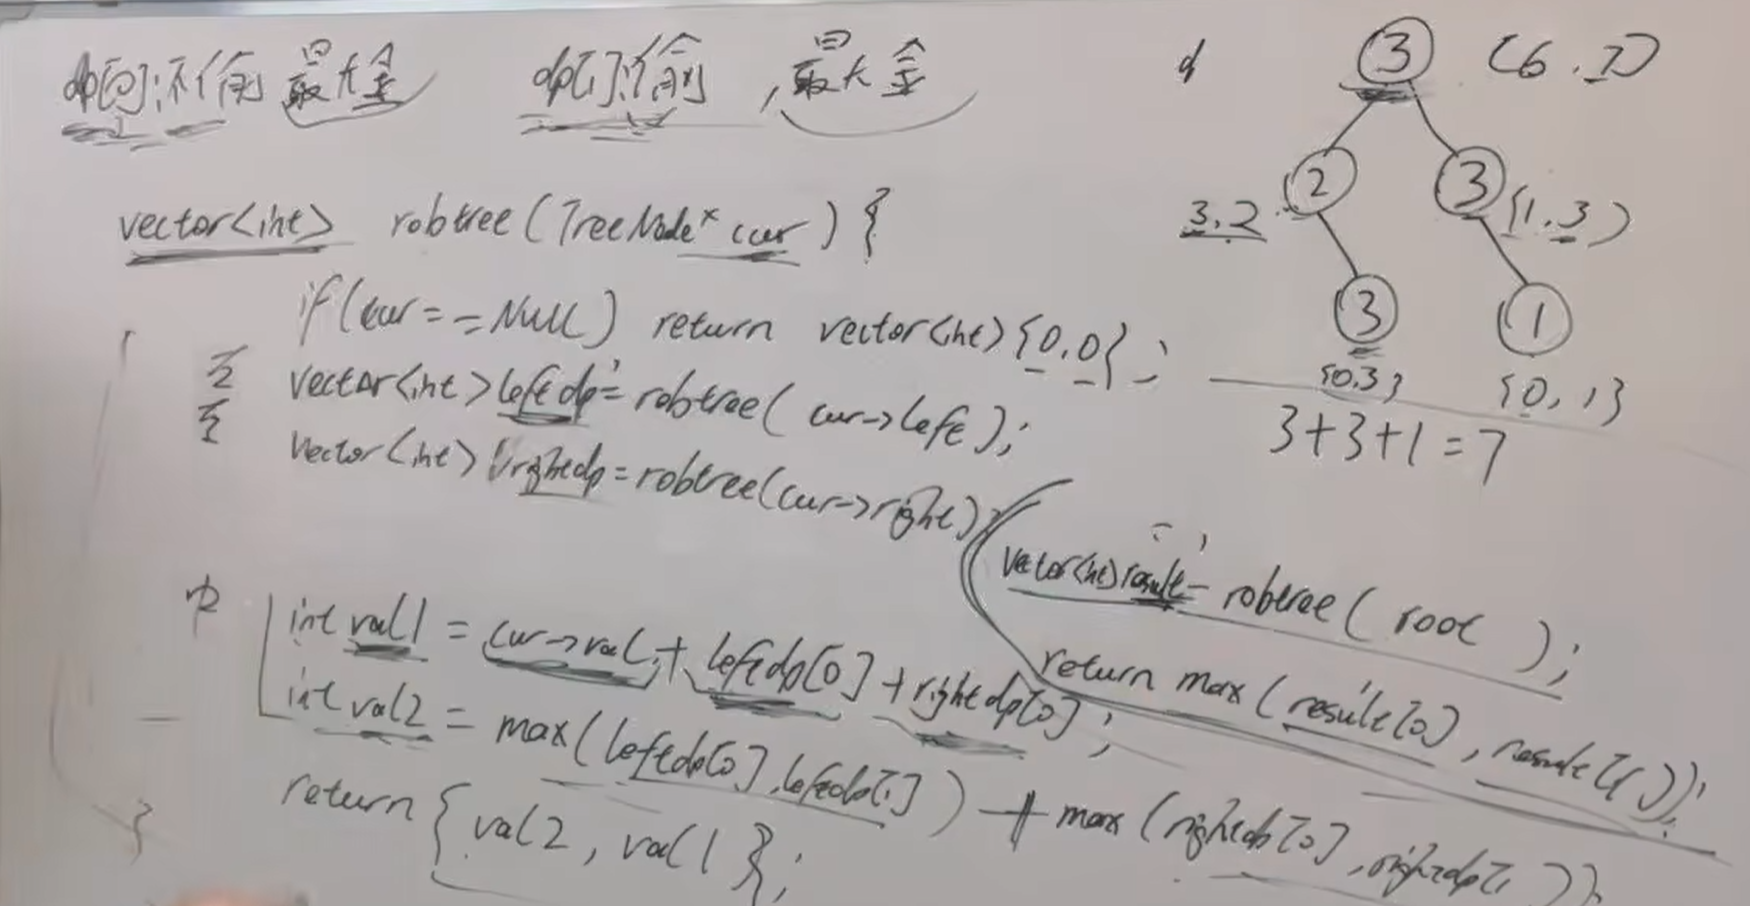 dp[0]:不偷 最大金 dp[1]:偷,最大金
vector<int> robtree(TreeNode* cur) {
if(cur==NULL) return vector<int>{0,0};
左 vector<int> leftdp=robtree(cur->left);
右 vector<int> rightdp=robtree(cur->right);
中 int val1 = cur->val + leftdp[0] + rightdp[0];
int val2 = max(leftdp[0], leftdp[1]) + max(rightdp[0], rightdp[1]);
return {val2, val1};
}
vector<int> result=robtree(root);
return max(result[0], result[1]);
3 {6,7}
3,2 2 3 {1,3}
3 1
{0,3} {0,1}
3+3+1=7